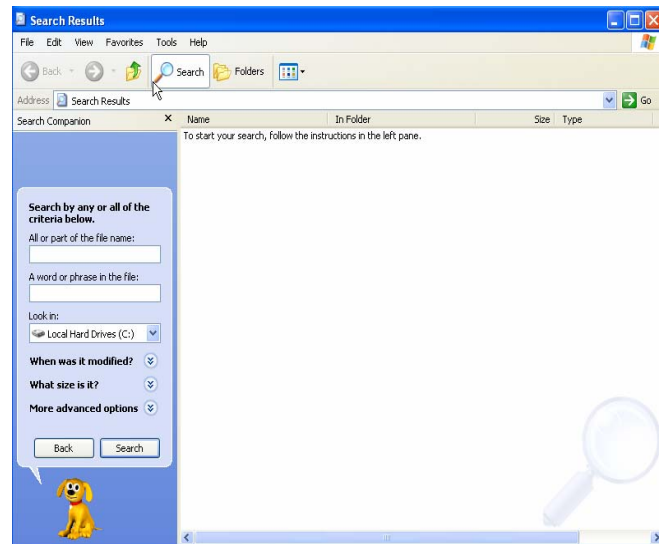 Search Results
File Edit View Favorites Tools Help
Back Search Folders
Address Search Results Go
Search Companion Name In Folder Size Type
To start your search, follow the instructions in the left pane.
Search by any or all of the
criteria below.
All or part of the file name:
A word or phrase in the file:
Look in:
Local Hard Drives (C:)
When was it modified?
What size is it?
More advanced options
Back Search